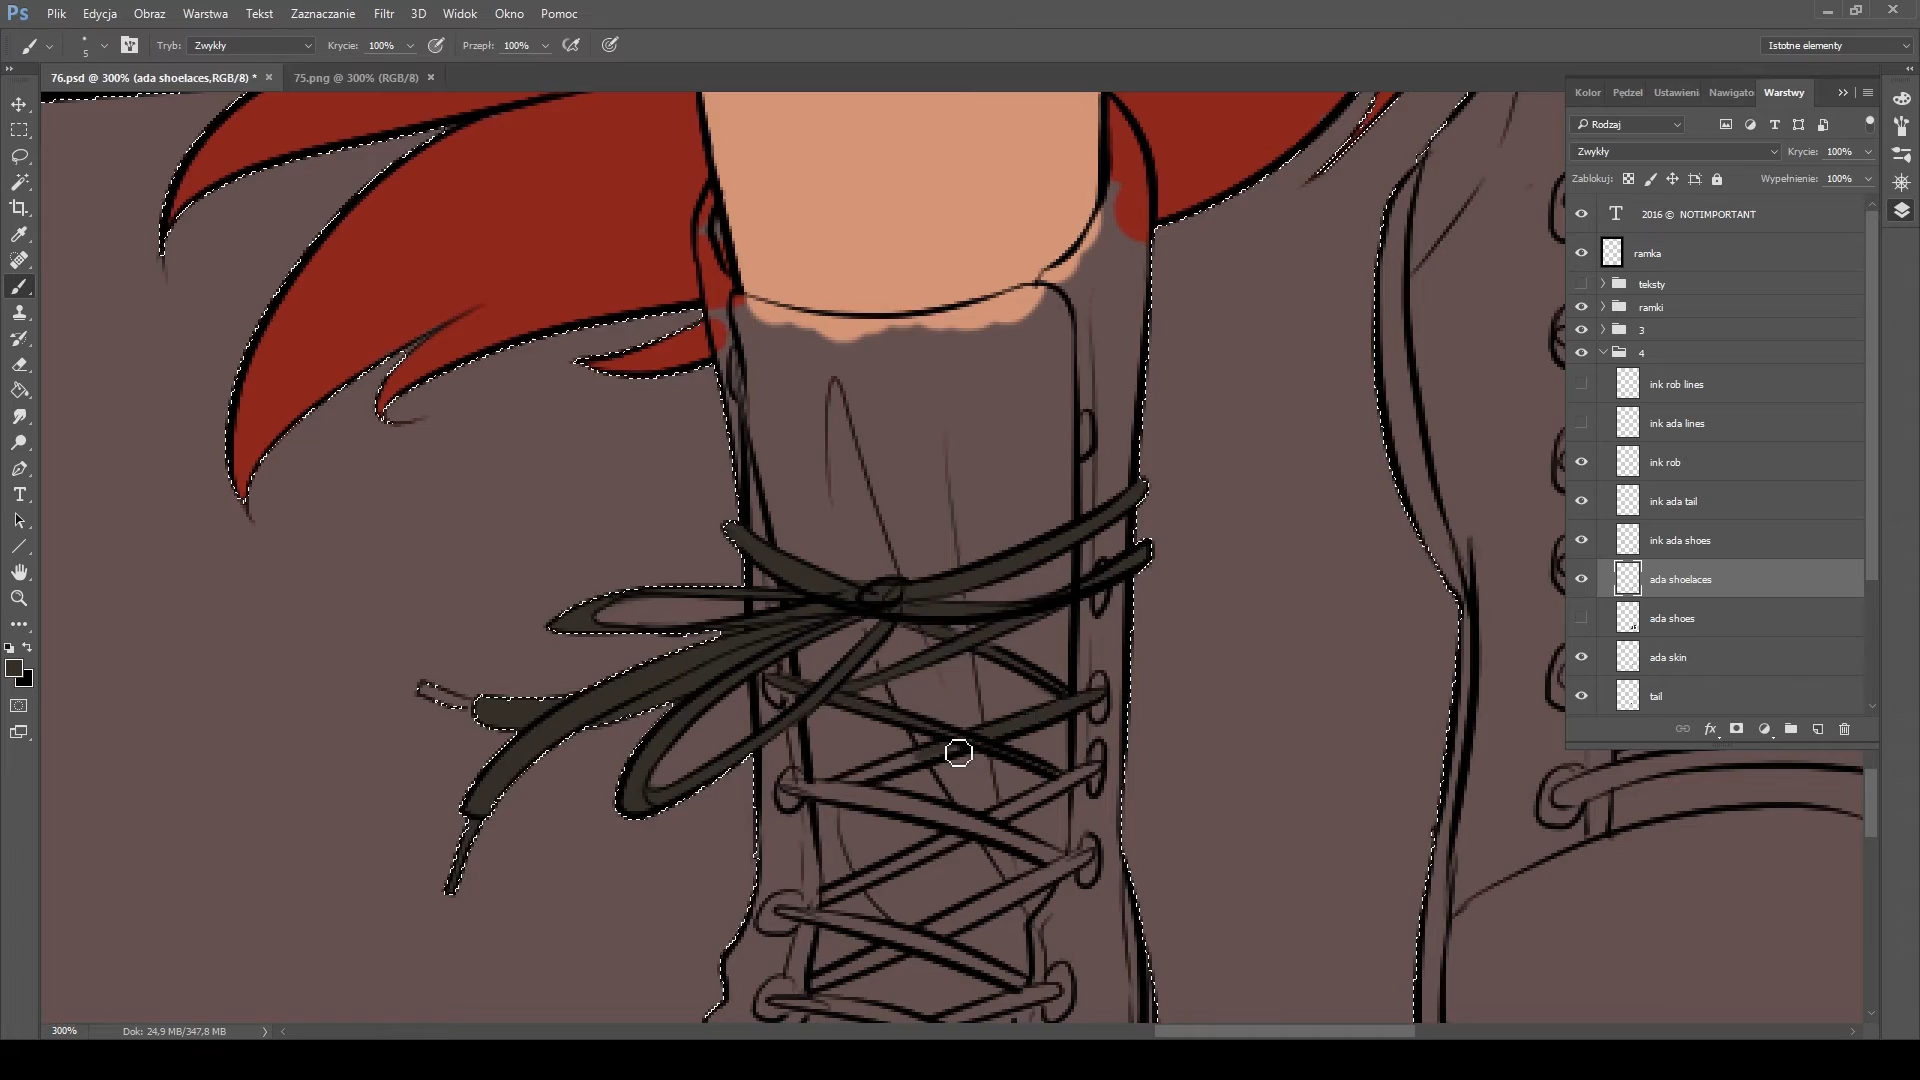 Ps Plik Edycja Obraz Warstwa Tekst Zaznaczanie Filtr 3D Widok Okno Pomoc
5 Tryb: Zwykły Krycie: 100% Przepł: 100% Istotne elementy
76.psd @ 300% (ada shoelaces,RGB/8) * × 75.png @ 300% (RGB/8) ×
Kolor Pędzel Ustawieni Nawigato Warstwy
Rodzaj
Zwykły Krycie: 100%
Zablokuj: Wypełnienie: 100%
T 2016 © NOTIMPORTANT
ramka
teksty
ramki
3
4
ink rob lines
ink ada lines
ink rob
ink ada tail
ink ada shoes
ada shoelaces
ada shoes
ada skin
tail
fx
300% Dok: 24,9 MB/347,8 MB